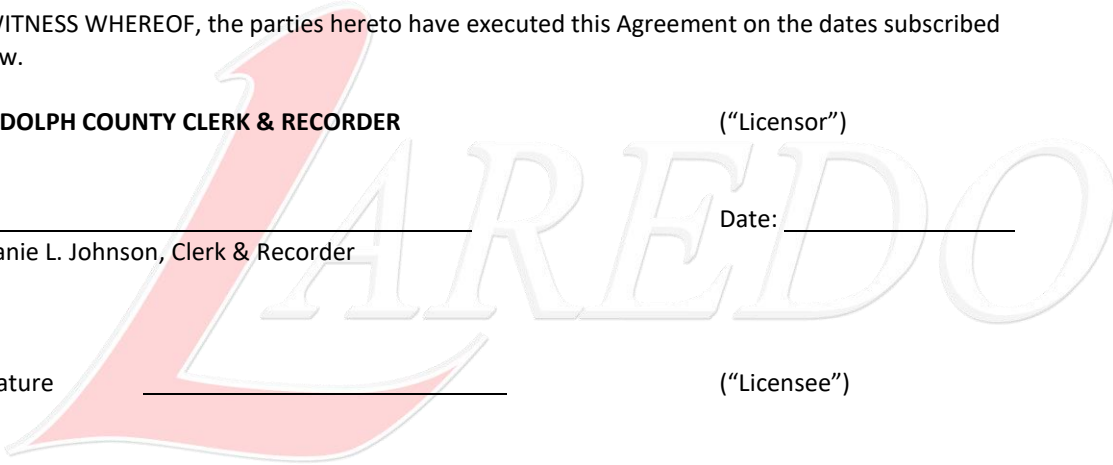 WITNESS WHEREOF, the parties hereto have executed this Agreement on the dates subscribed
w.
DOLPH COUNTY CLERK & RECORDER ("Licensor")
Date:
anie L. Johnson, Clerk & Recorder
LAREDO
ature ("Licensee")